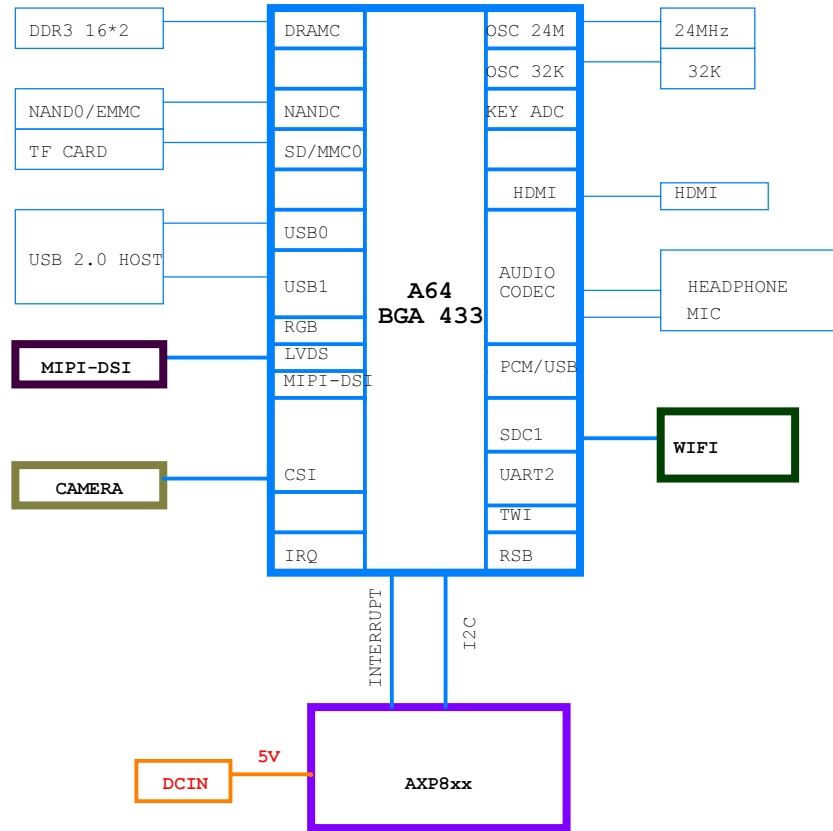 DDR3 16*2
DRAMC
OSC 24M
24MHz
OSC 32K
32K
NAND0/EMMC
NANDC
KEY ADC
TF CARD
SD/MMC0
HDMI
HDMI
USB 2.0 HOST
USB0
USB1
A64
BGA 433
AUDIO
CODEC
HEADPHONE
MIC
RGB
LVDS
MIPI-DSI
MIPI-DSI
PCM/USB
SDC1
WIFI
CAMERA
CSI
UART2
TWI
IRQ
RSB
INTERRUPT
I2C
5V
DCIN
AXP8xx